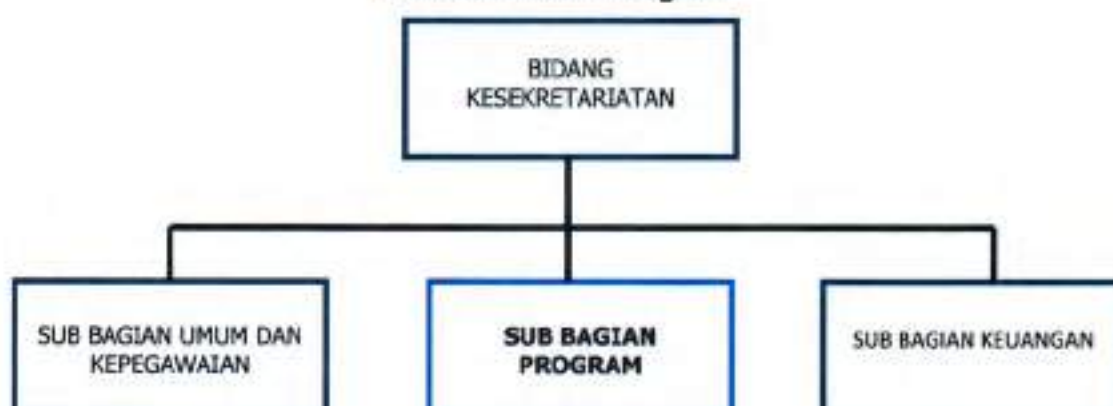 BIDANG
KESEKRETARIATAN
SUB BAGIAN UMUM DAN
KEPEGAWAIAN
SUB BAGIAN
PROGRAM
SUB BAGIAN KEUANGAN